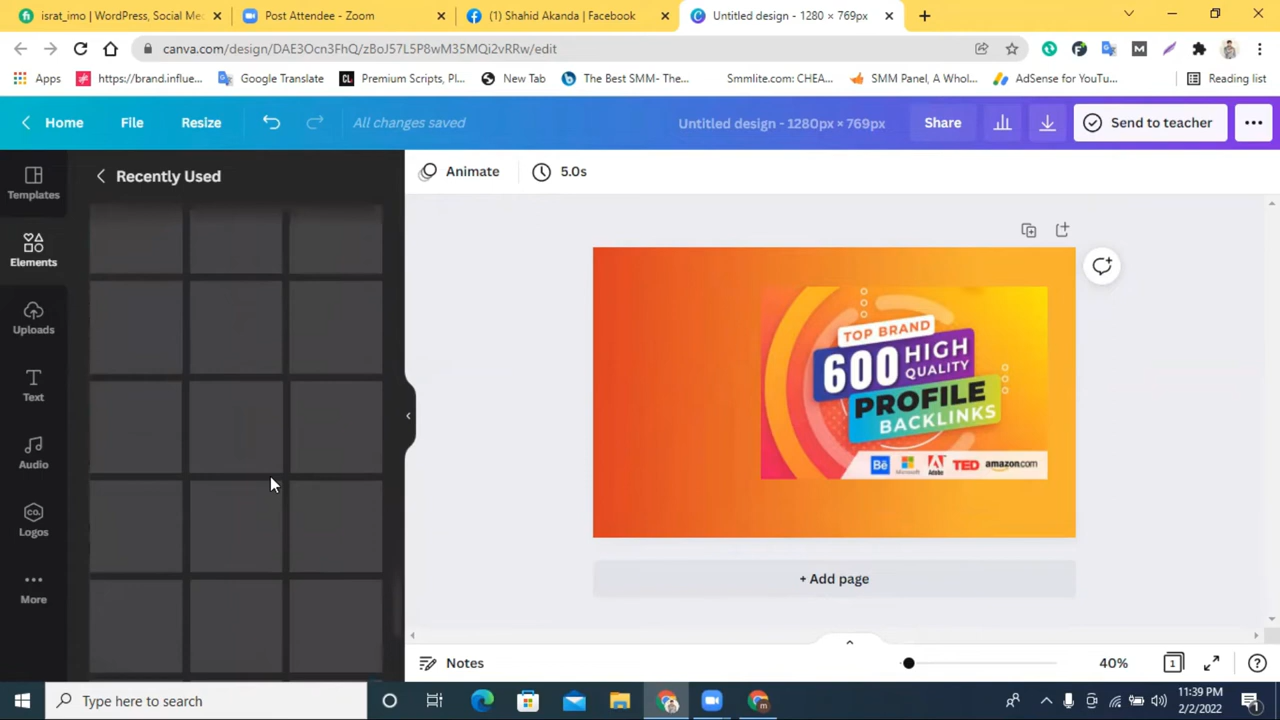 israt_imo | WordPress, Social Me
Post Attendee - Zoom
(1) Shahid Akanda | Facebook
Untitled design - 1280 × 769px
canva.com/design/DAE3Ocn3FhQ/zBoJ57L5P8wM35MQi2vRRw/edit
Apps
https://brand.influe...
Google Translate
Premium Scripts, Pl...
New Tab
The Best SMM- The...
Smmlite.com: CHEA...
SMM Panel, A Whol...
AdSense for YouTu...
Reading list
Home
File
Resize
All changes saved
Untitled design - 1280px × 769px
Share
Send to teacher
Recently Used
Animate
5.0s
Templates
Elements
Uploads
Text
Audio
CO.
Logos
More
TOP BRAND
600 HIGH
QUALITY
PROFILE
BACKLINKS
Bē
Microsoft
Adobe
TED
amazon.com
+ Add page
Notes
40%
1
Type here to search
11:39 PM
2/2/2022
1